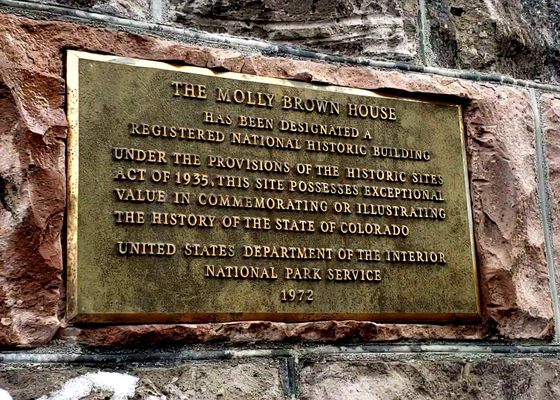 THE MOLLY BROWN HOUSE
HAS BEEN DESIGNATED A
REGISTERED NATIONAL HISTORIC BUILDING
UNDER THE PROVISIONS OF THE HISTORIC SITES
ACT OF 1935, THIS SITE POSSESSES EXCEPTIONAL
VALUE IN COMMEMORATING OR ILLUSTRATING
THE HISTORY OF THE STATE OF COLORADO
UNITED STATES DEPARTMENT OF THE INTERIOR
NATIONAL PARK SERVICE
1972